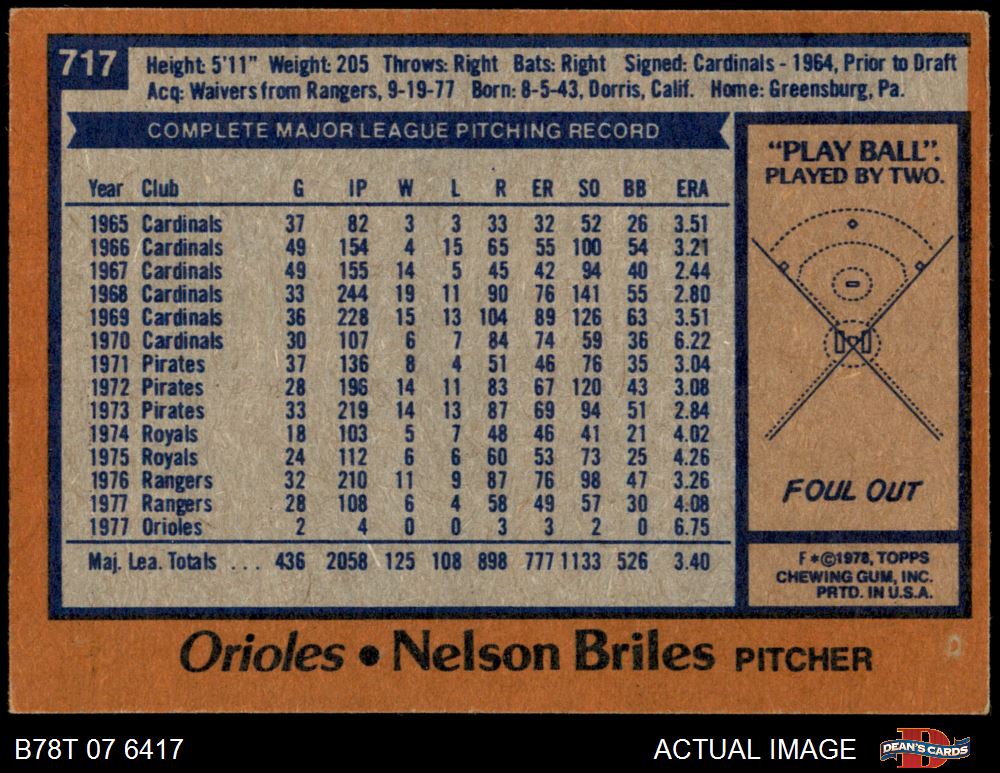 717
Height: 5'11" Weight: 205 Throws: Right Bats: Right Signed: Cardinals - 1964, Prior to Draft
Acq: Waivers from Rangers, 9-19-77 Born: 8-5-43, Dorris, Calif. Home: Greensburg, Pa.
COMPLETE MAJOR LEAGUE PITCHING RECORD
Year Club G IP W L R ER SO BB ERA
1965 Cardinals 37 82 3 3 33 32 52 26 3.51
1966 Cardinals 49 154 4 15 65 55 100 54 3.21
1967 Cardinals 49 155 14 5 45 42 94 40 2.44
1968 Cardinals 33 244 19 11 90 76 141 55 2.80
1969 Cardinals 36 228 15 13 104 89 126 63 3.51
1970 Cardinals 30 107 6 7 84 74 59 36 6.22
1971 Pirates 37 136 8 4 51 46 76 35 3.04
1972 Pirates 28 196 14 11 83 67 120 43 3.08
1973 Pirates 33 219 14 13 87 69 94 51 2.84
1974 Royals 18 103 5 7 48 46 41 21 4.02
1975 Royals 24 112 6 6 60 53 73 25 4.26
1976 Rangers 32 210 11 9 87 76 98 47 3.26
1977 Rangers 28 108 6 4 58 49 57 30 4.08
1977 Orioles 2 4 0 0 3 3 2 0 6.75
Maj. Lea. Totals ... 436 2058 125 108 898 777 1133 526 3.40
"PLAY BALL".
PLAYED BY TWO.
FOUL OUT
F*©1978, TOPPS
CHEWING GUM, INC.
PRTD. IN U.S.A.
Orioles • Nelson Briles PITCHER
B78T 07 6417
ACTUAL IMAGE
DEAN'S CARDS